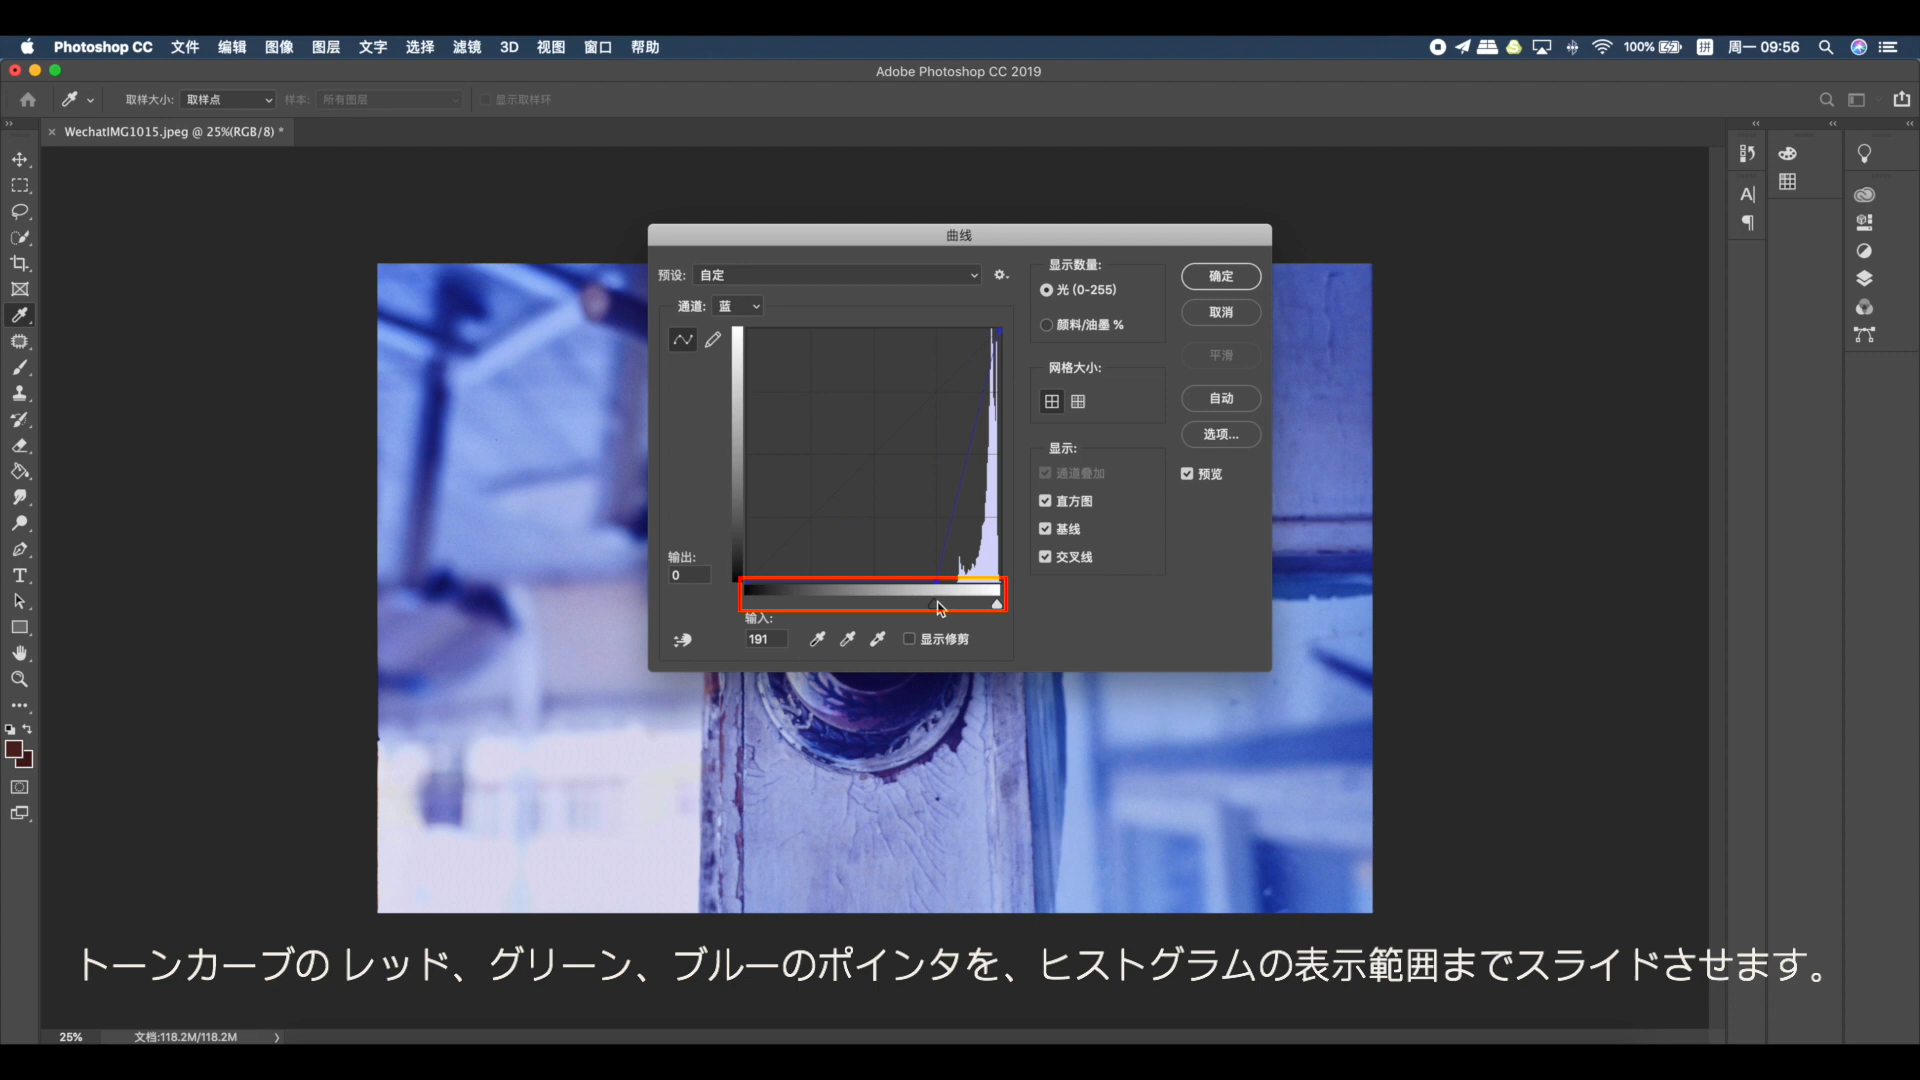 Photoshop CC 文件 编辑 图像 图层 文字 选择 滤镜 3D 视图 窗口 帮助 100% 拼 周一 09:56
Adobe Photoshop CC 2019
取样大小: 取样点 样本: 所有图层 显示取样环
× WechatIMG1015.jpeg @ 25%(RGB/8) *
曲线
预设: 自定
通道: 蓝
输出:
0
输入:
191
显示修剪
显示数量:
光 (0-255)
颜料/油墨 %
网格大小:
显示:
通道叠加
直方图
基线
交叉线
确定
取消
平滑
自动
选项...
预览
トーンカーブの レッド、グリーン、ブルーのポインタを、ヒストグラムの表示範囲までスライドさせます。
25% 文档:118.2M/118.2M